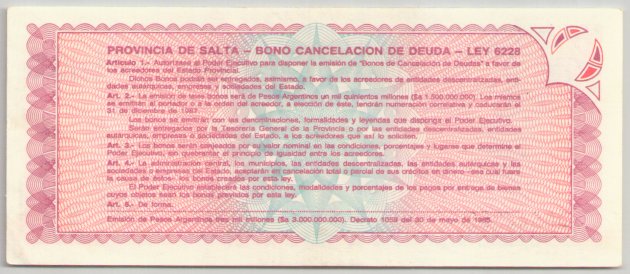 PROVINCIA DE SALTA - BONO CANCELACION DE DEUDA - LEY 6228
Artículo 1.- Autorízase al Poder Ejecutivo para disponer la emisión de "Bonos de Cancelación de Deudas" a favor de
los acreedores del Estado Provincial.
Dichos Bonos podrán ser entregados, asimismo, a favor de los acreedores de entidades descentralizadas, enti-
dades autárquicas, empresas y sociedades del Estado.
Art. 2.- La emisión de tales bonos será de Pesos Argentinos un mil quinientos millones ($a 1.500.000.000). Los mismos
se emitirán al portador o a la orden del acreedor, a elección de éste, tendrán numeración correlativa y caducarán el
31 de diciembre de 1987.
Los bonos se emitirán con las denominaciones, formalidades y leyendas que disponga el Poder Ejecutivo.
Serán entregados por la Tesorería General de la Provincia o por las entidades descentralizadas, entidades
autárquicas, empresas o sociedades del Estado, a los acreedores que así lo soliciten.
Art. 3.- Los bonos serán canjeados por su valor nominal en las condiciones, porcentajes y lugares que determine el
Poder Ejecutivo, sin quebrantar el principio de igualdad entre los acreedores.
Art. 4.- La administración central, los municipios, las entidades descentralizadas, las entidades autárquicas y las
sociedades o empresas del Estado, aceptarán en cancelación total o parcial de sus créditos en dinero -sea cual fuere
la causa de éstos- los bonos creados por esta ley.
El Poder Ejecutivo establecerá las condiciones, modalidades y porcentajes de los pagos por entrega de bienes
cuyos objetos sean los bonos previstos por esta ley.
Art. 5.- De forma.
Emisión de Pesos Argentinos tres mil millones ($a 3.000.000.000). Decreto 1059 del 30 de mayo de 1985.